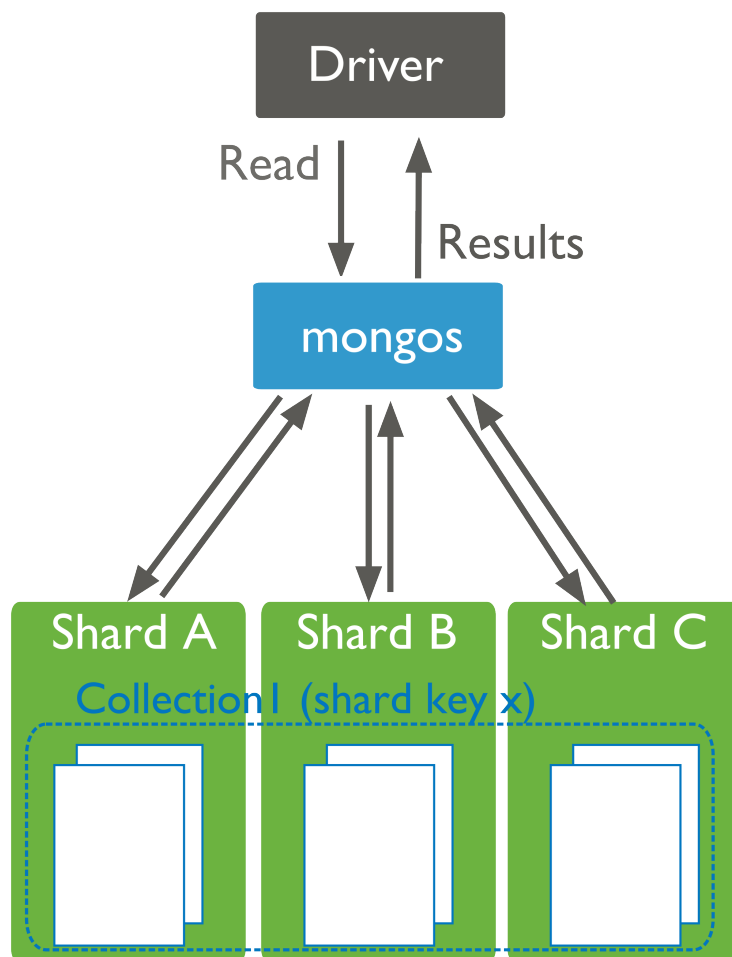 Driver
Read
Results
mongos
Shard A
Shard B
Shard C
Collection1 (shard key x)